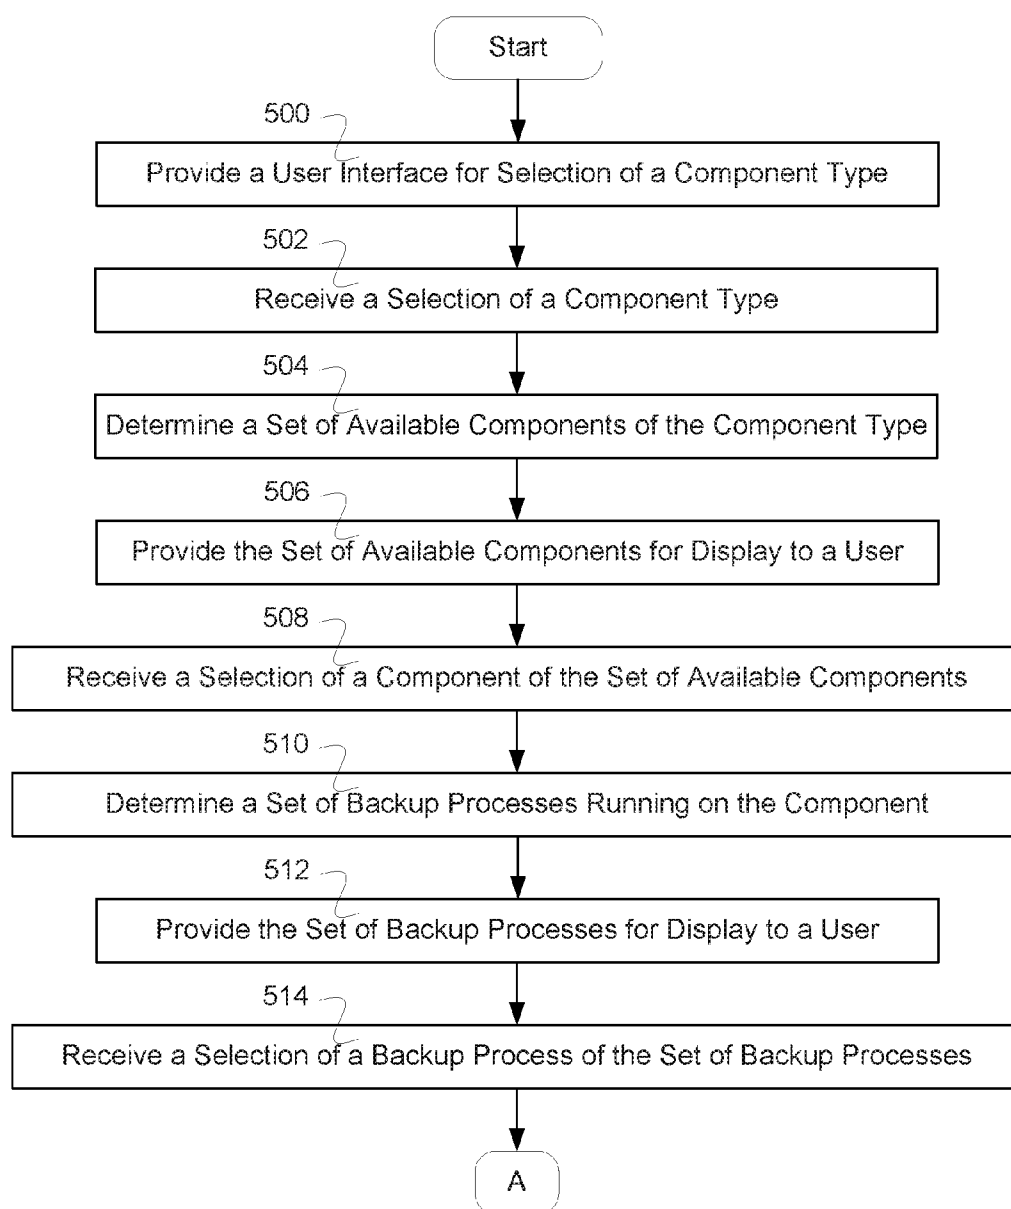 Start
500
Provide a User Interface for Selection of a Component Type
502
Receive a Selection of a Component Type
504
Determine a Set of Available Components of the Component Type
506
Provide the Set of Available Components for Display to a User
508
Receive a Selection of a Component of the Set of Available Components
510
Determine a Set of Backup Processes Running on the Component
512
Provide the Set of Backup Processes for Display to a User
514
Receive a Selection of a Backup Process of the Set of Backup Processes
A